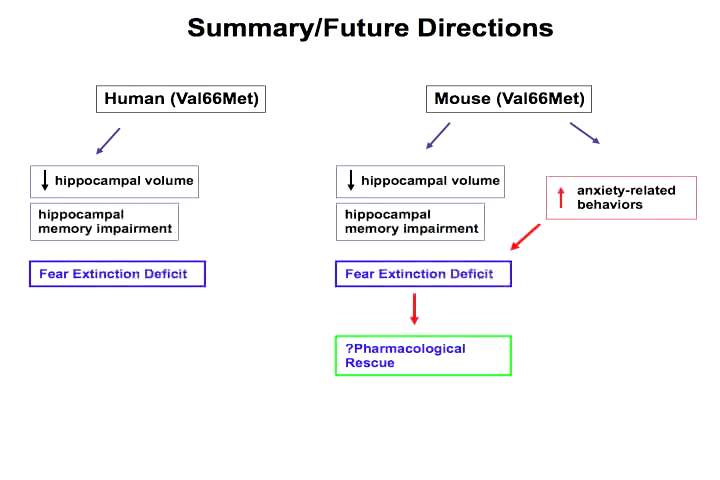 Summary/Future Directions
Human (Val66Met)
Mouse (Val66Met)
hippocampal volume
hippocampal
memory impairment
Fear Extinction Deficit
hippocampal volume
hippocampal
memory impairment
Fear Extinction Deficit
anxiety-related
behaviors
?Pharmacological
Rescue